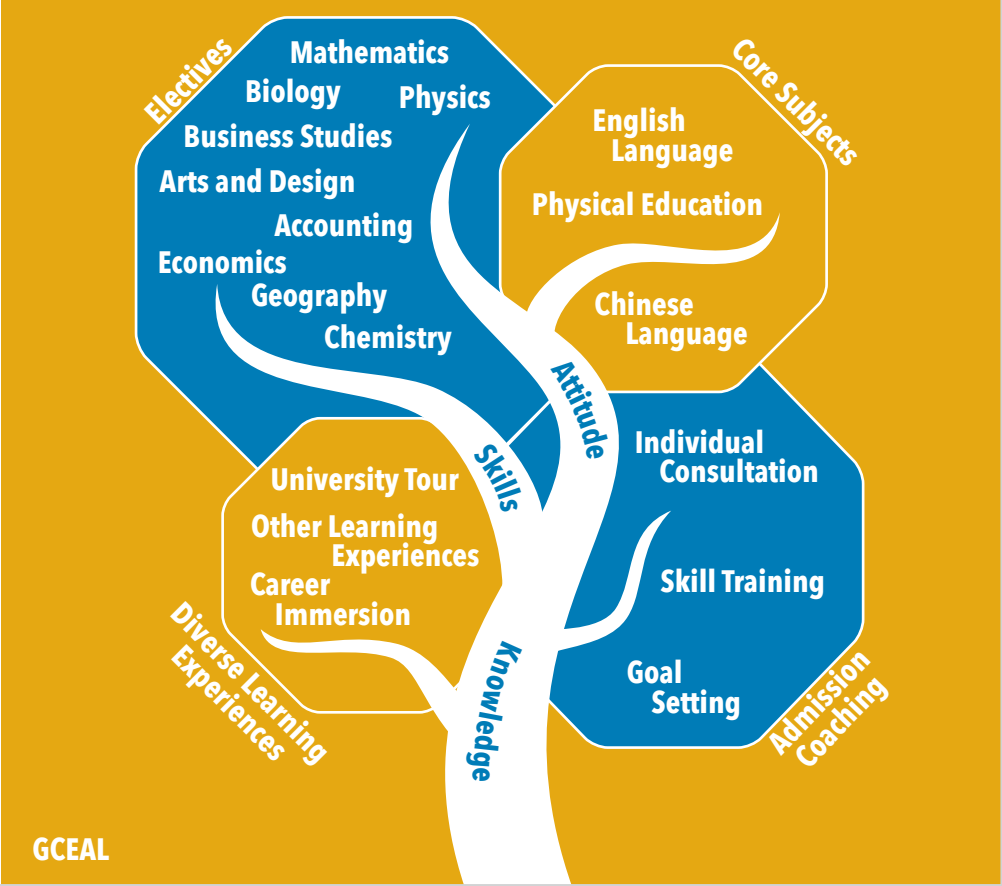 Electives
Mathematics
Biology
Physics
Business Studies
Arts and Design
Accounting
Economics
Geography
Chemistry
Core Subjects
English
Language
Physical Education
Chinese
Language
Attitude
Skills
Knowledge
University Tour
Other Learning
Experiences
Career
Immersion
Diverse Learning
Experiences
Individual
Consultation
Skill Training
Goal
Setting
Admission
Coaching
GCEAL